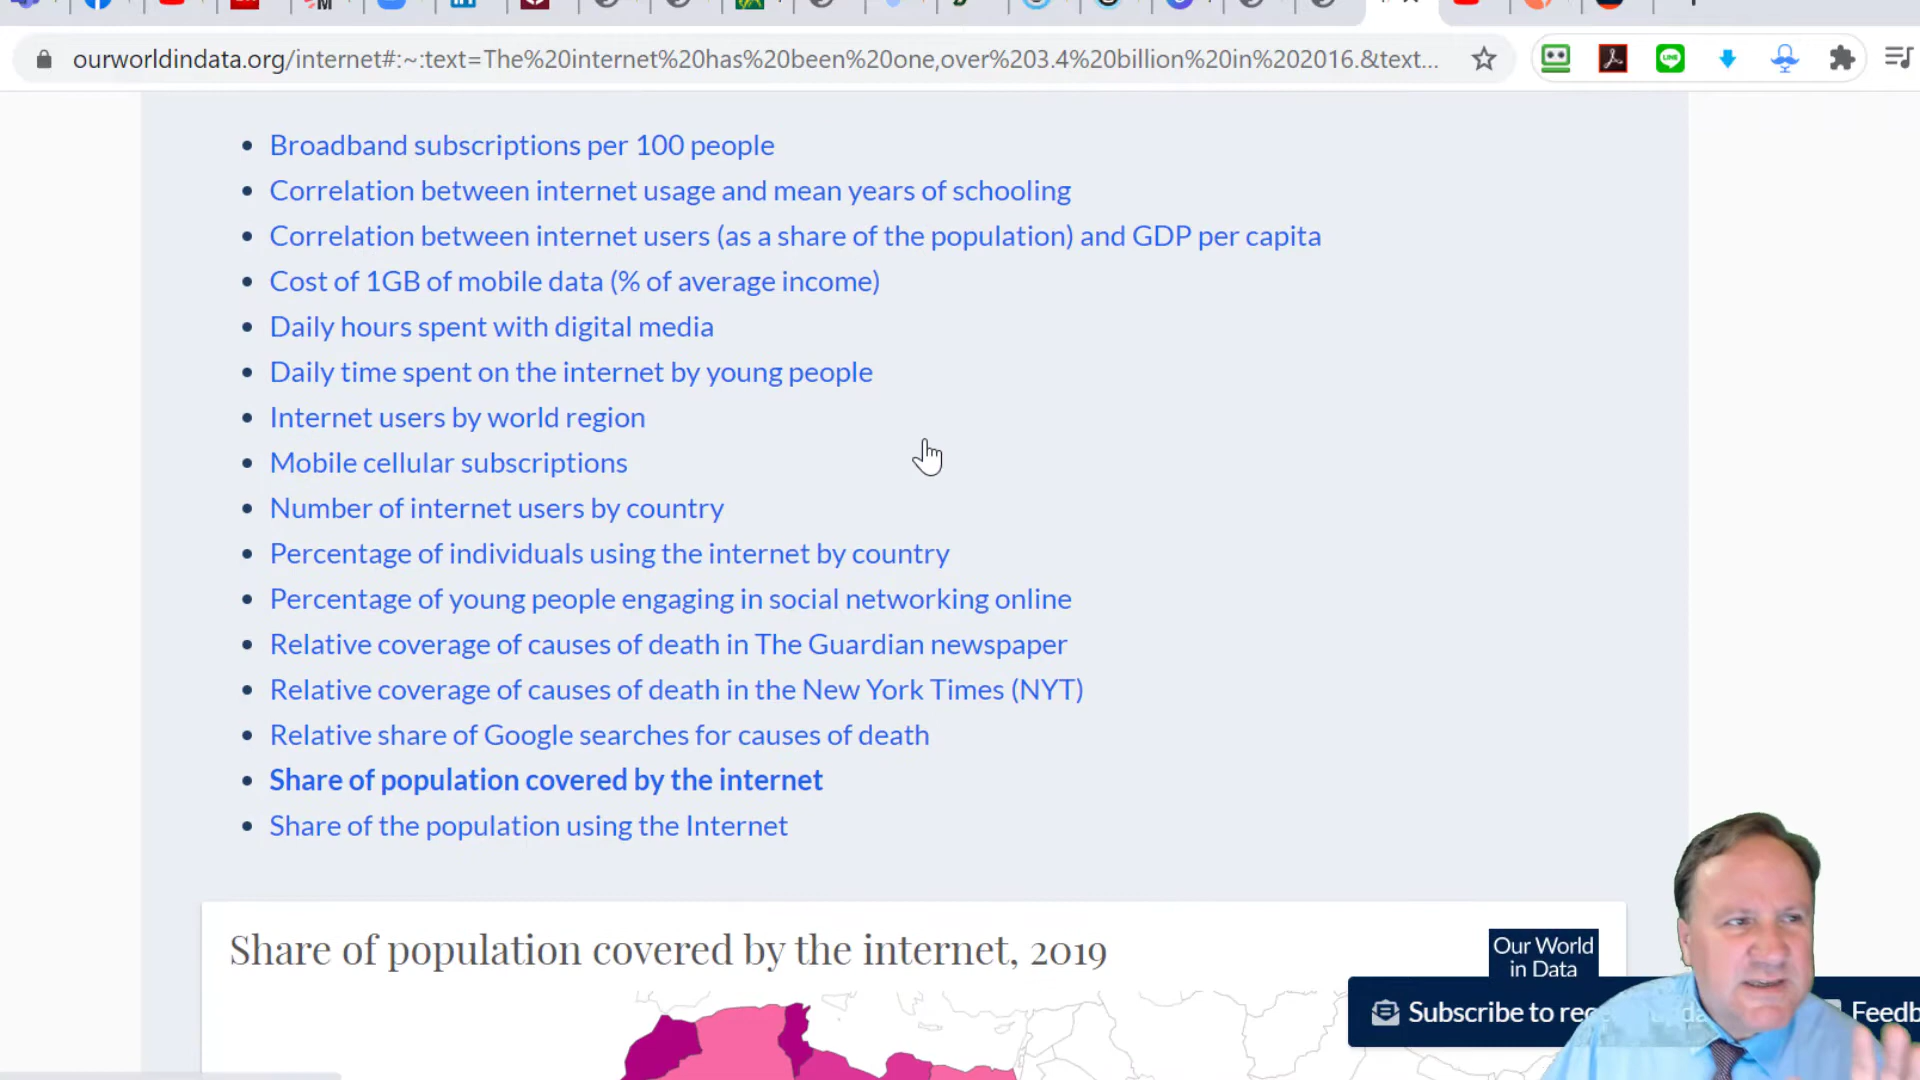 ourworldindata.org/internet#:~:text=The%20internet%20has%20been%20one,over%203.4%20billion%20in%202016.&text...
Broadband subscriptions per 100 people
Correlation between internet usage and mean years of schooling
Correlation between internet users (as a share of the population) and GDP per capita
Cost of 1GB of mobile data (% of average income)
Daily hours spent with digital media
Daily time spent on the internet by young people
Internet users by world region
Mobile cellular subscriptions
Number of internet users by country
Percentage of individuals using the internet by country
Percentage of young people engaging in social networking online
Relative coverage of causes of death in The Guardian newspaper
Relative coverage of causes of death in the New York Times (NYT)
Relative share of Google searches for causes of death
Share of population covered by the internet
Share of the population using the Internet
Share of population covered by the internet, 2019
Our World
in Data
Subscribe to